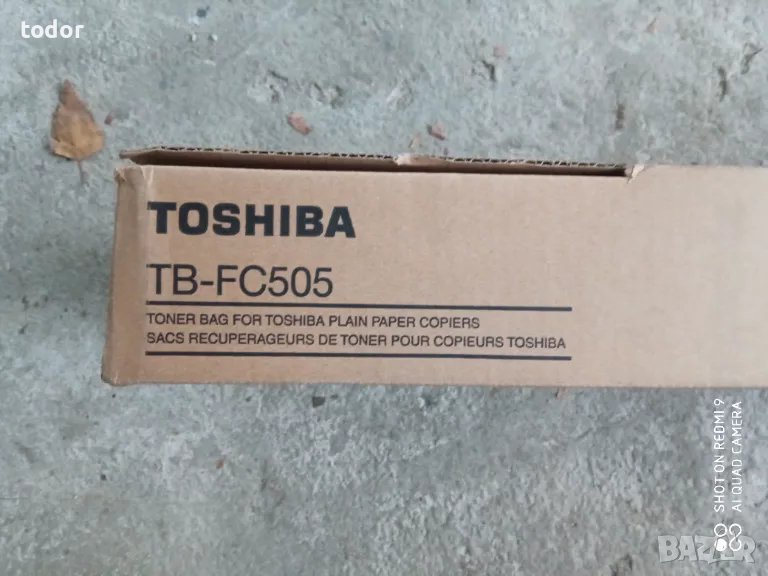 todor
TOSHIBA
TB-FC505
TONER BAG FOR TOSHIBA PLAIN PAPER COPIERS
SACS RECUPERAGEURS DE TONER POUR COPIEURS TOSHIBA
SHOT ON REDMI 9
AI QUAD CAMERA
BAZAR